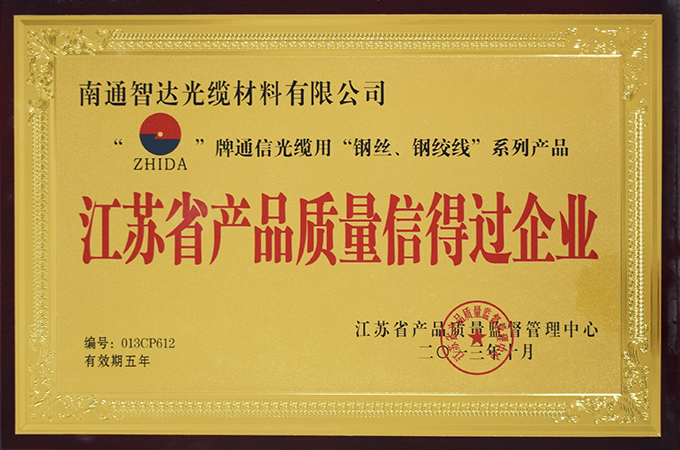 南通智达光缆材料有限公司
“ ZHIDA ”牌通信光缆用“钢丝、钢绞线”系列产品
江苏省产品质量信得过企业
编号：013CP612
有效期五年
江苏省产品质量监督管理中心
二〇一三年十月